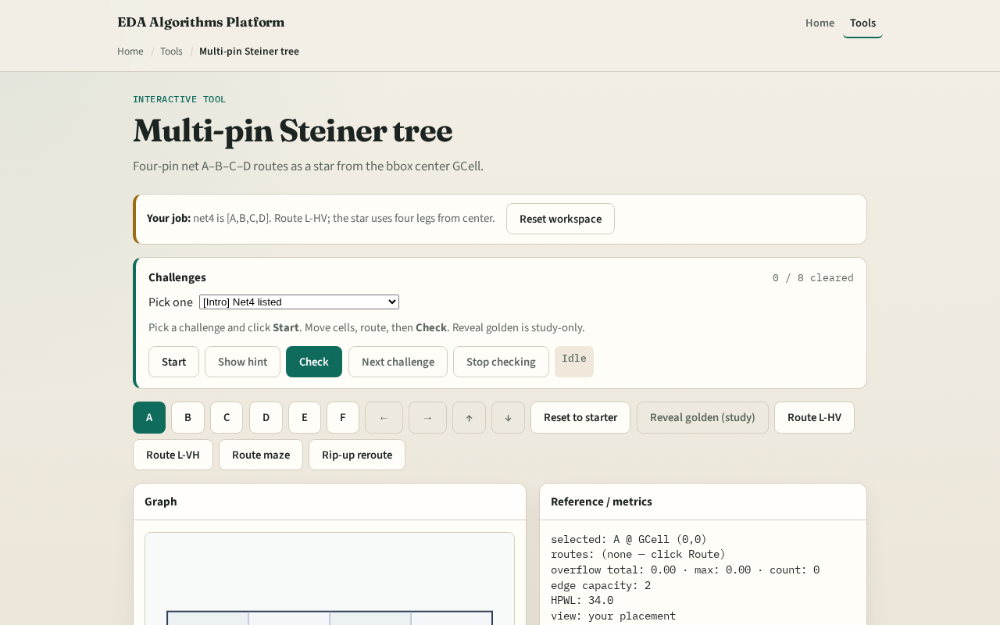 EDA Algorithms Platform
Home
Tools
Home / Tools / Multi-pin Steiner tree
INTERACTIVE TOOL
Multi-pin Steiner tree
Four-pin net A–B–C–D routes as a star from the bbox center GCell.
Your job: net4 is [A,B,C,D]. Route L-HV; the star uses four legs from center.
Reset workspace
Challenges
0 / 8 cleared
Pick one
[Intro] Net4 listed
Pick a challenge and click Start. Move cells, route, then Check. Reveal golden is study-only.
Start
Show hint
Check
Next challenge
Stop checking
Idle
A
B
C
D
E
F
←
→
↑
↓
Reset to starter
Reveal golden (study)
Route L-HV
Route L-VH
Route maze
Rip-up reroute
Graph
Reference / metrics
selected: A @ GCell (0,0)
routes: (none — click Route)
overflow total: 0.00 · max: 0.00 · count: 0
edge capacity: 2
HPWL: 34.0
view: your placement